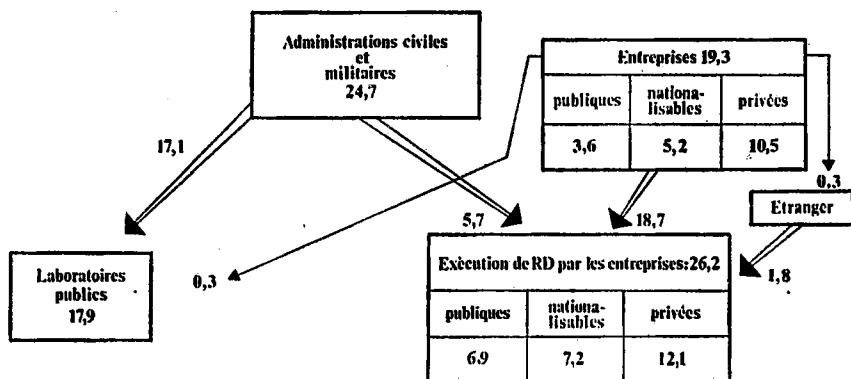 Administrations civiles
et
militaires
24,7
Entreprises 19,3
publiques
nationa-
lisables
privées
3,6
5,2
10,5
17,1
0,3
5,7
18,7
Etranger
Laboratoires
publics
17,9
0,3
Exécution de RD par les entreprises:26,2
1,8
publiques
nationa-
lisables
privées
6,9
7,2
12,1